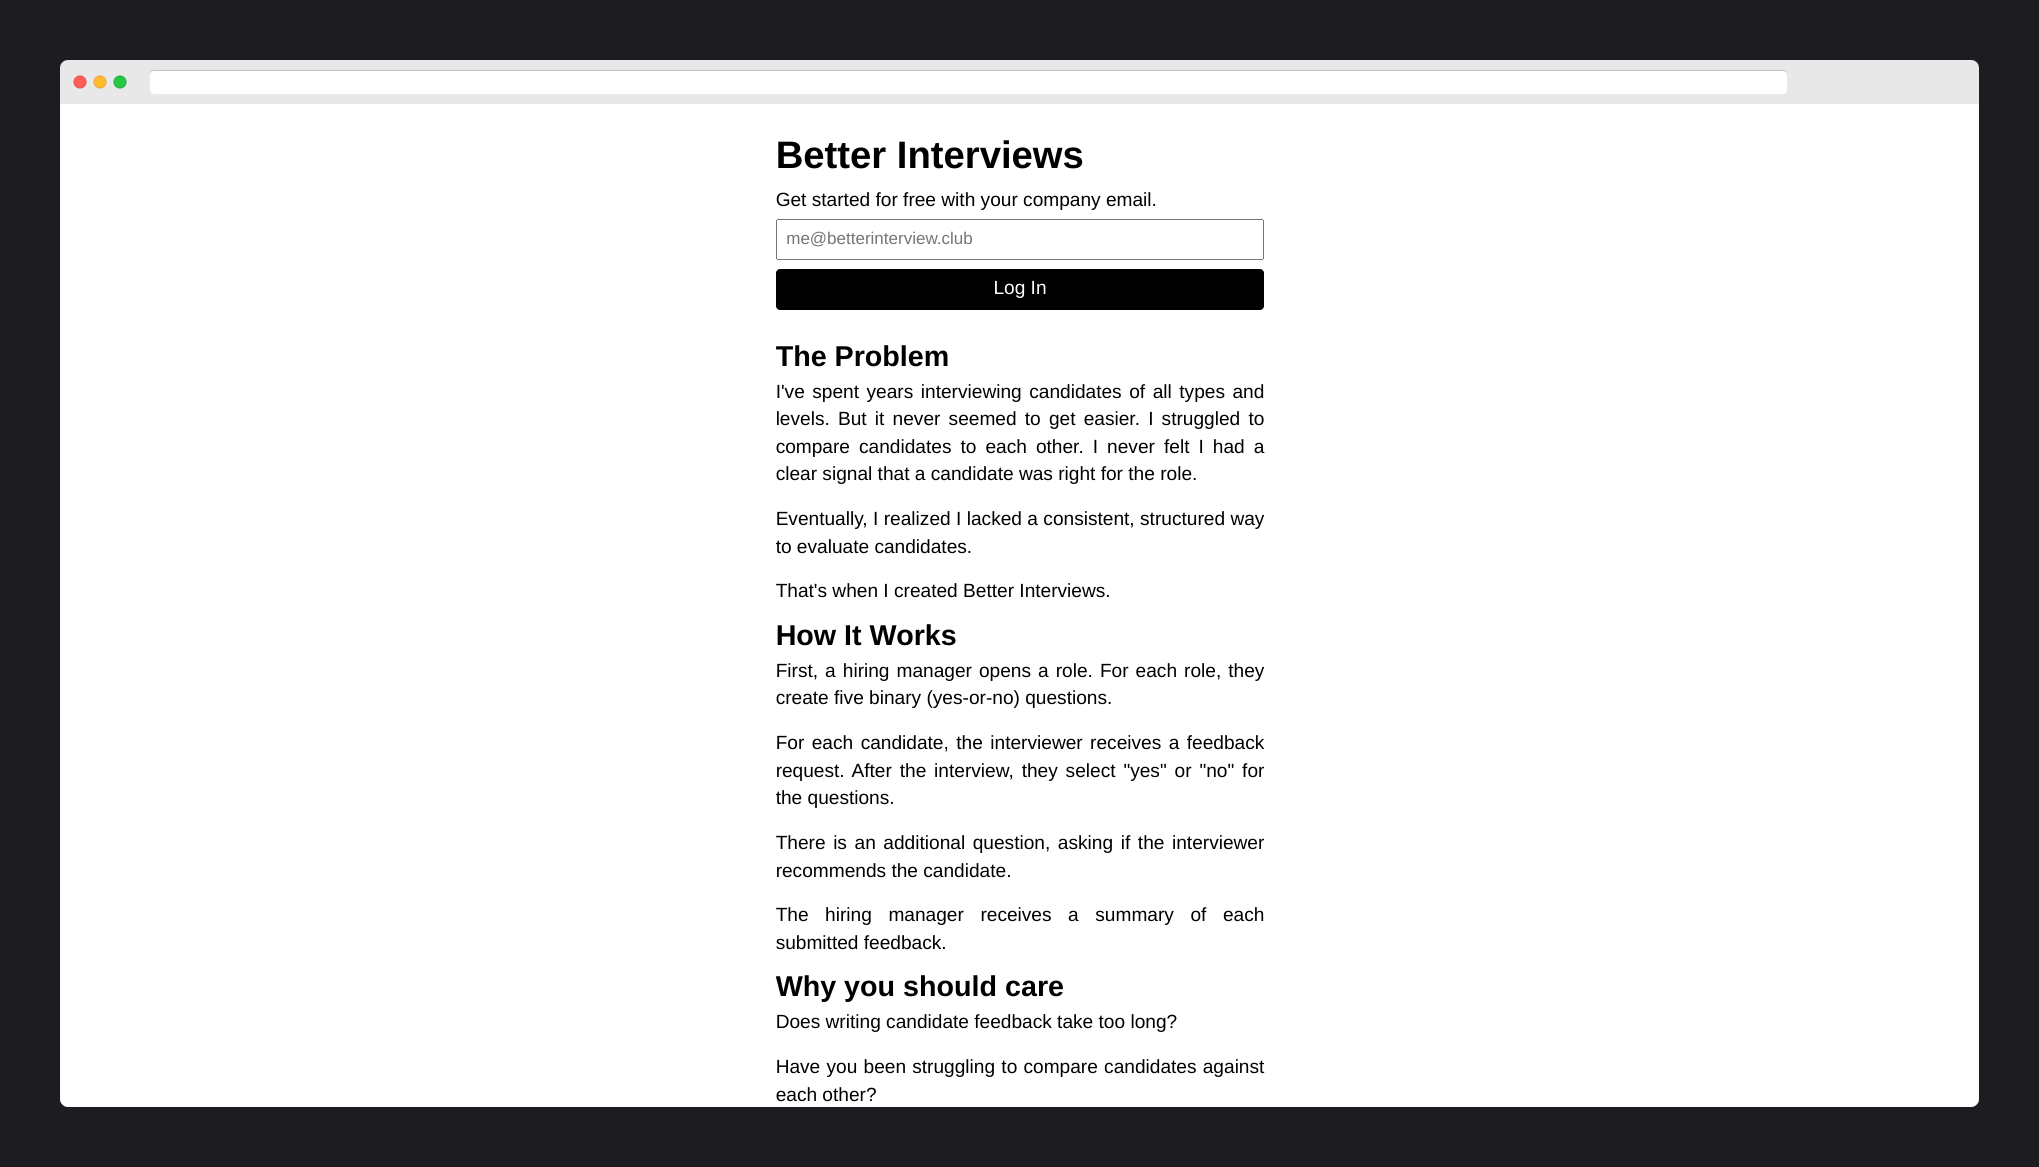 Better Interviews
Get started for free with your company email.
me@betterinterview.club
Log In
The Problem
I've spent years interviewing candidates of all types and
levels. But it never seemed to get easier. I struggled to
compare candidates to each other. I never felt I had a
clear signal that a candidate was right for the role.
Eventually, I realized I lacked a consistent, structured way
to evaluate candidates.
That's when I created Better Interviews.
How It Works
First, a hiring manager opens a role. For each role, they
create five binary (yes-or-no) questions.
For each candidate, the interviewer receives a feedback
request. After the interview, they select "yes" or "no" for
the questions.
There is an additional question, asking if the interviewer
recommends the candidate.
The hiring manager receives a summary of each
submitted feedback.
Why you should care
Does writing candidate feedback take too long?
Have you been struggling to compare candidates against
each other?